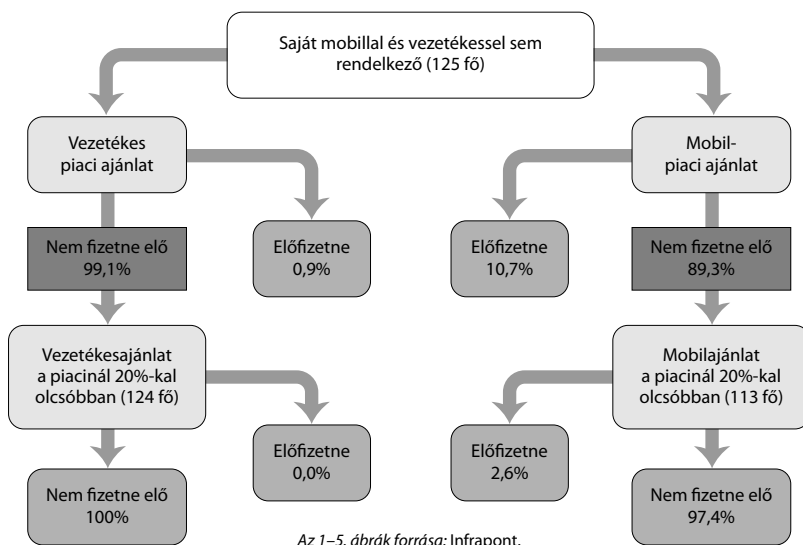 Saját mobillal és vezetékessel sem
rendelkező (125 fő)
Vezetékes
piaci ajánlat
Mobil-
piaci ajánlat
Nem fizetne elő
99,1%
Előfizetne
0,9%
Előfizetne
10,7%
Nem fizetne elő
89,3%
Vezetékesajánlat
a piacinál 20%-kal
olcsóbban (124 fő)
Mobilajánlat
a piacinál 20%-kal
olcsóbban (113 fő)
Előfizetne
0,0%
Előfizetne
2,6%
Nem fizetne elő
100%
Nem fizetne elő
97,4%
Az 1–5. ábrák forrása: Infrapont.